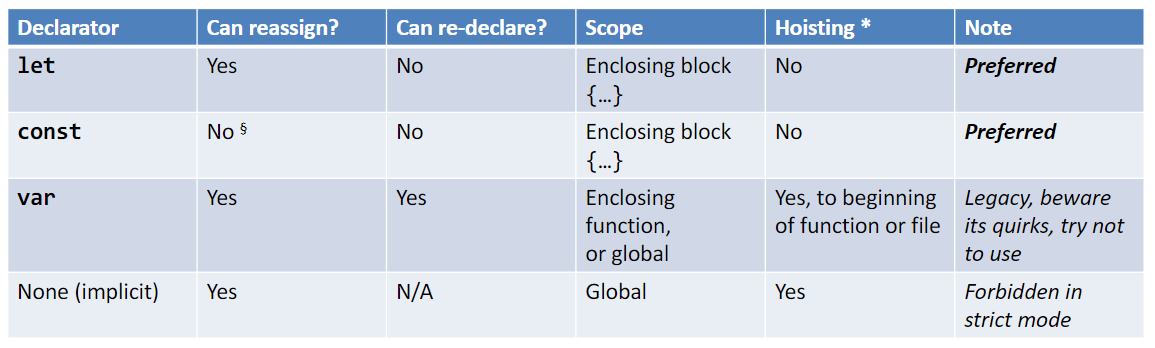 Declarator Can reassign? Can re-declare? Scope Hoisting * Note
let Yes No Enclosing block No Preferred
{…}
const No § No Enclosing block No Preferred
{…}
var Yes Yes Enclosing Yes, to beginning Legacy, beware
function, of function or file its quirks, try not
or global to use
None (implicit) Yes N/A Global Yes Forbidden in
strict mode